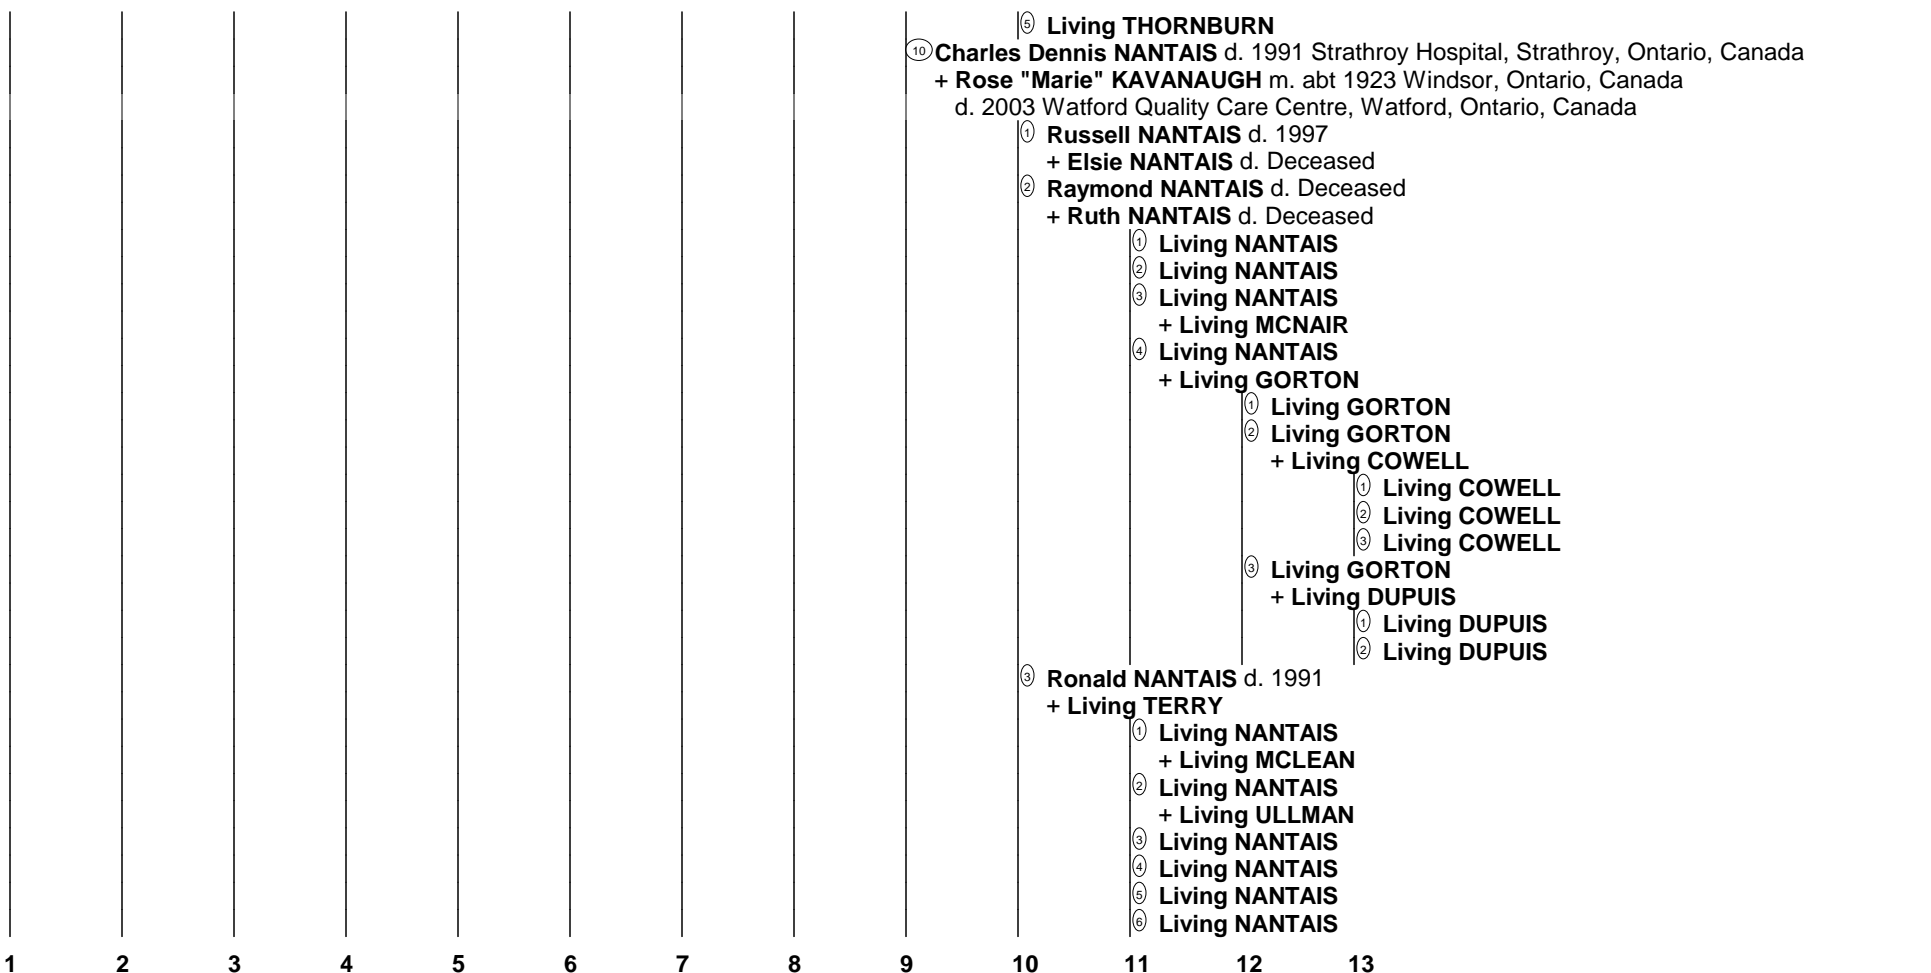 ⑤ Living THORNBURN
⑩ Charles Dennis NANTAIS d. 1991 Strathroy Hospital, Strathroy, Ontario, Canada
+ Rose "Marie" KAVANAUGH m. abt 1923 Windsor, Ontario, Canada
d. 2003 Watford Quality Care Centre, Watford, Ontario, Canada
① Russell NANTAIS d. 1997
+ Elsie NANTAIS d. Deceased
② Raymond NANTAIS d. Deceased
+ Ruth NANTAIS d. Deceased
① Living NANTAIS
② Living NANTAIS
③ Living NANTAIS
+ Living MCNAIR
④ Living NANTAIS
+ Living GORTON
① Living GORTON
② Living GORTON
+ Living COWELL
① Living COWELL
② Living COWELL
③ Living COWELL
③ Living GORTON
+ Living DUPUIS
① Living DUPUIS
② Living DUPUIS
③ Ronald NANTAIS d. 1991
+ Living TERRY
① Living NANTAIS
+ Living MCLEAN
② Living NANTAIS
+ Living ULLMAN
③ Living NANTAIS
④ Living NANTAIS
⑤ Living NANTAIS
⑥ Living NANTAIS
1 2 3 4 5 6 7 8 9 10 11 12 13